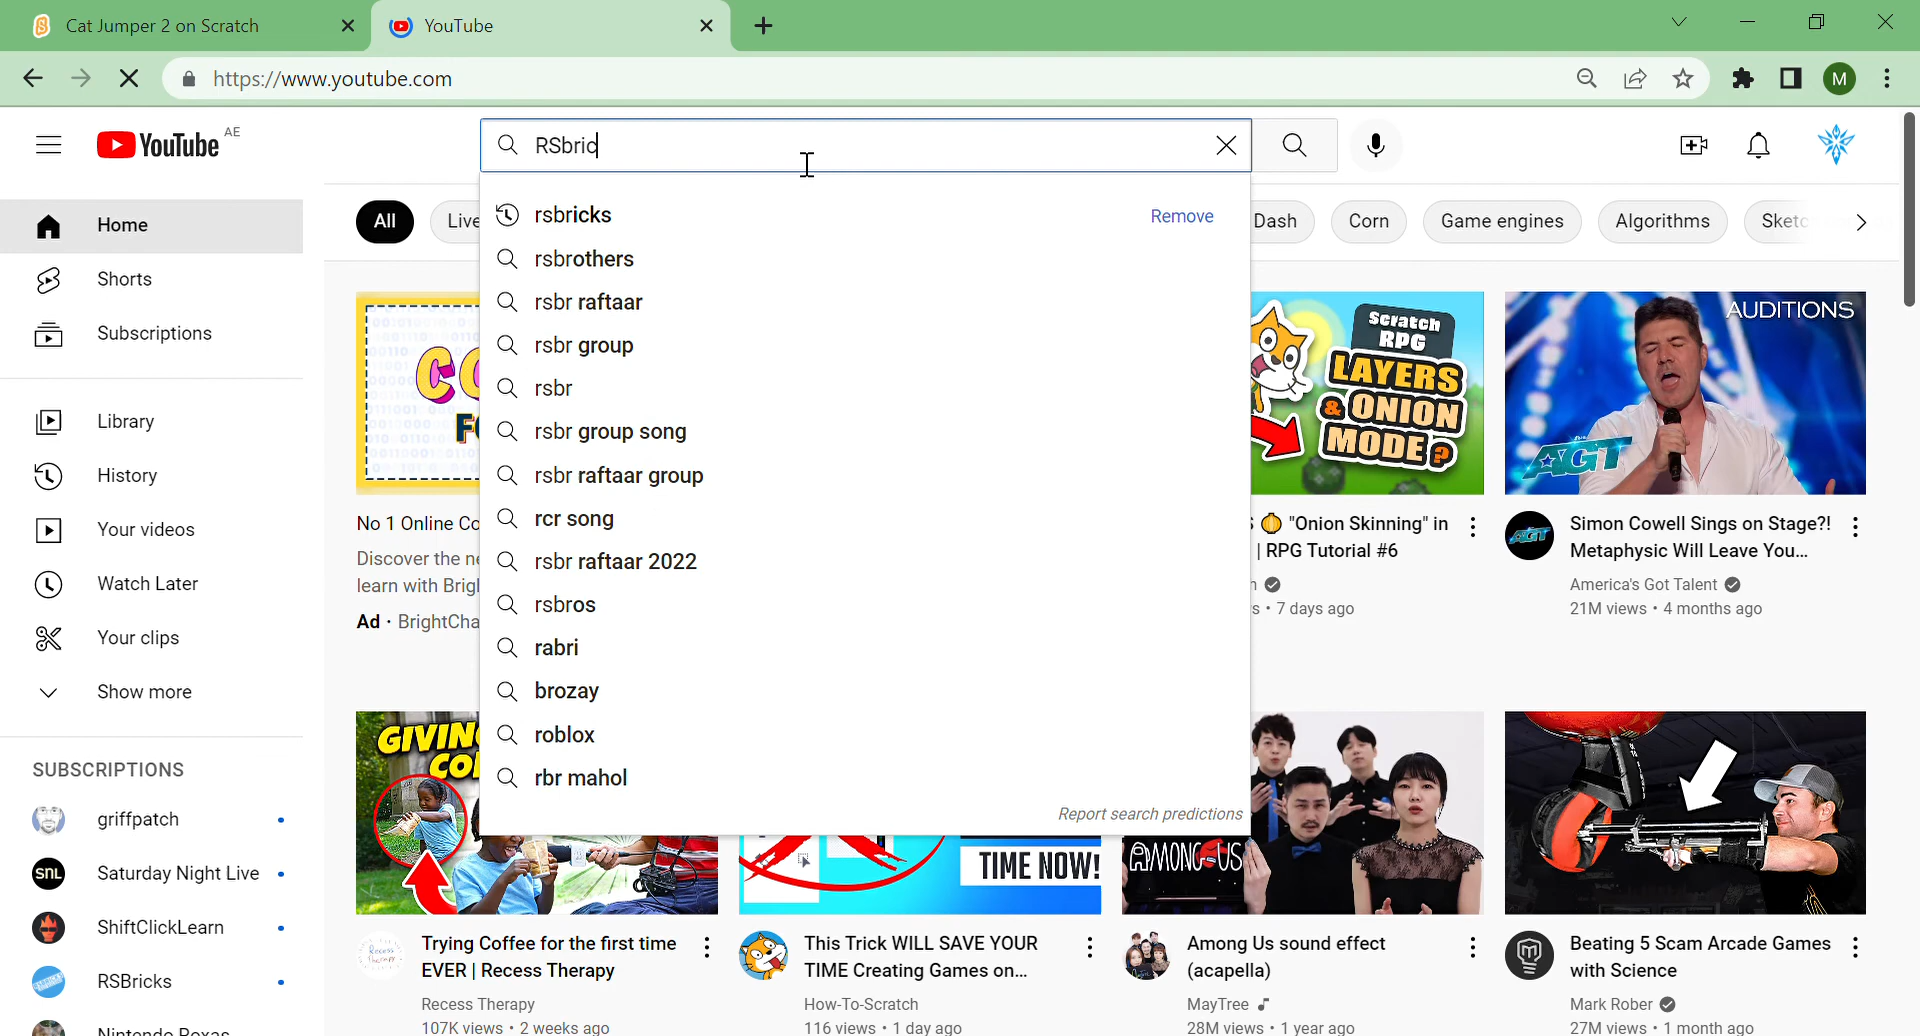 Cat Jumper 2 on Scratch
YouTube
https://www.youtube.com
M
YouTube AE
RSbric
rsbricks
Remove
rsbrothers
rsbr raftaar
rsbr group
rsbr
rsbr group song
rsbr raftaar group
rcr song
rsbr raftaar 2022
rsbros
rabri
brozay
roblox
rbr mahol
Report search predictions
Home
Shorts
Subscriptions
Library
History
Your videos
Watch Later
Your clips
Show more
SUBSCRIPTIONS
griffpatch
SNL
Saturday Night Live
ShiftClickLearn
RSBricks
All
Live
Dash
Corn
Game engines
Algorithms
No 1 Online
Discover the
learn with
Ad •
Scratch
RPG
LAYERS
& ONION
MODE?
"Onion Skinning" in
| RPG Tutorial #6
• 7 days ago
AUDITIONS
AGT
AGT
Simon Cowell Sings on Stage?!
Metaphysic Will Leave You...
America's Got Talent
21M views • 4 months ago
GIVING
Recess
Therapy
Trying Coffee for the first time
EVER | Recess Therapy
Recess Therapy
107K views • 2 weeks ago
TIME NOW!
This Trick WILL SAVE YOUR
TIME Creating Games on...
How-To-Scratch
116 views • 1 day ago
AMONG US
Among Us sound effect
(acapella)
MayTree
28M views • 1 year ago
Beating 5 Scam Arcade Games
with Science
Mark Rober
27M views • 1 month ago